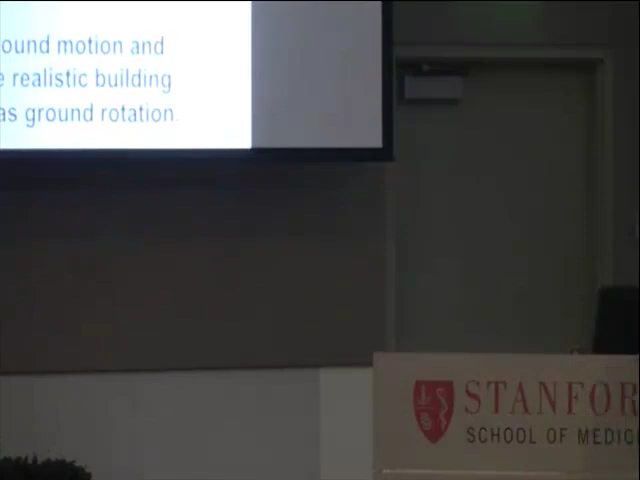 ound motion and
realistic building
as ground rotation.
STANFOR
SCHOOL OF MEDIC